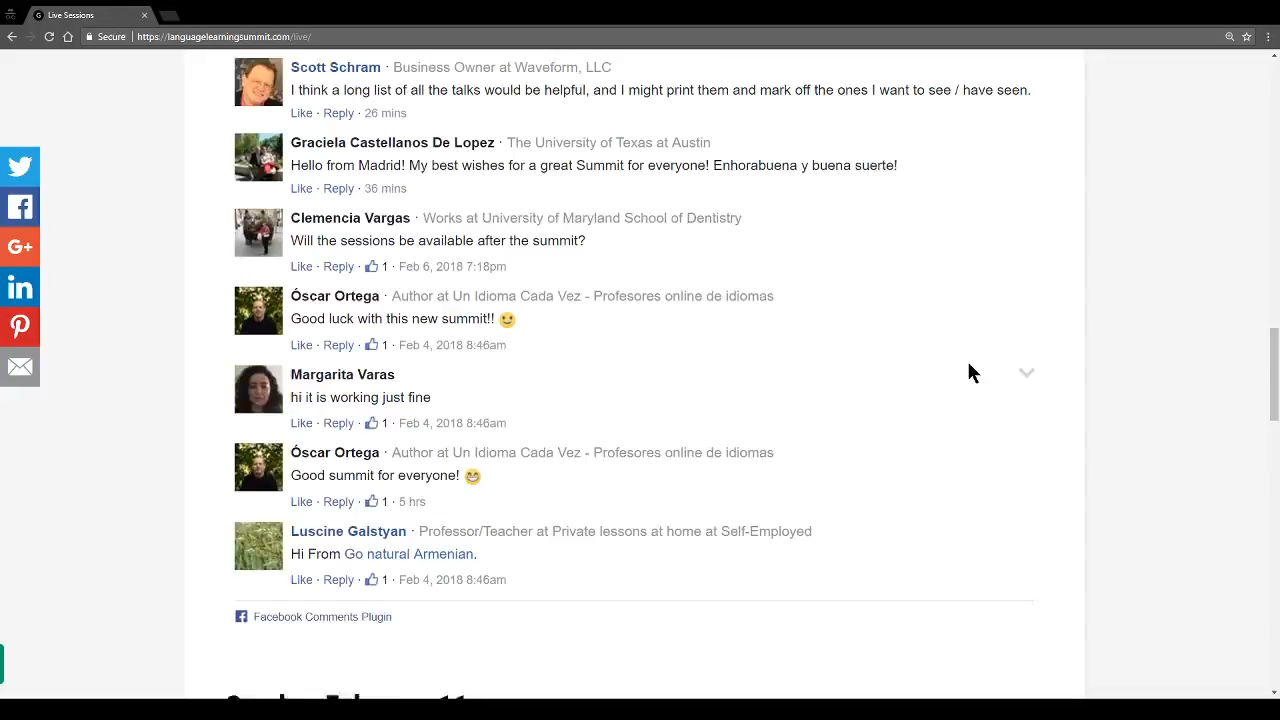 Live Sessions
Secure https://languagelearningsummit.com/live/
Scott Schram · Business Owner at Waveform, LLC
I think a long list of all the talks would be helpful, and I might print them and mark off the ones I want to see / have seen.
Like · Reply · 26 mins
Graciela Castellanos De Lopez · The University of Texas at Austin
Hello from Madrid! My best wishes for a great Summit for everyone! Enhorabuena y buena suerte!
Like · Reply · 36 mins
Clemencia Vargas · Works at University of Maryland School of Dentistry
Will the sessions be available after the summit?
Like · Reply · 1 · Feb 6, 2018 7:18pm
Óscar Ortega · Author at Un Idioma Cada Vez - Profesores online de idiomas
Good luck with this new summit!! 😉
Like · Reply · 1 · Feb 4, 2018 8:46am
Margarita Varas
hi it is working just fine
Like · Reply · 1 · Feb 4, 2018 8:46am
Óscar Ortega · Author at Un Idioma Cada Vez - Profesores online de idiomas
Good summit for everyone! 😁
Like · Reply · 1 · 5 hrs
Luscine Galstyan · Professor/Teacher at Private lessons at home at Self-Employed
Hi From Go natural Armenian.
Like · Reply · 1 · Feb 4, 2018 8:46am
Facebook Comments Plugin